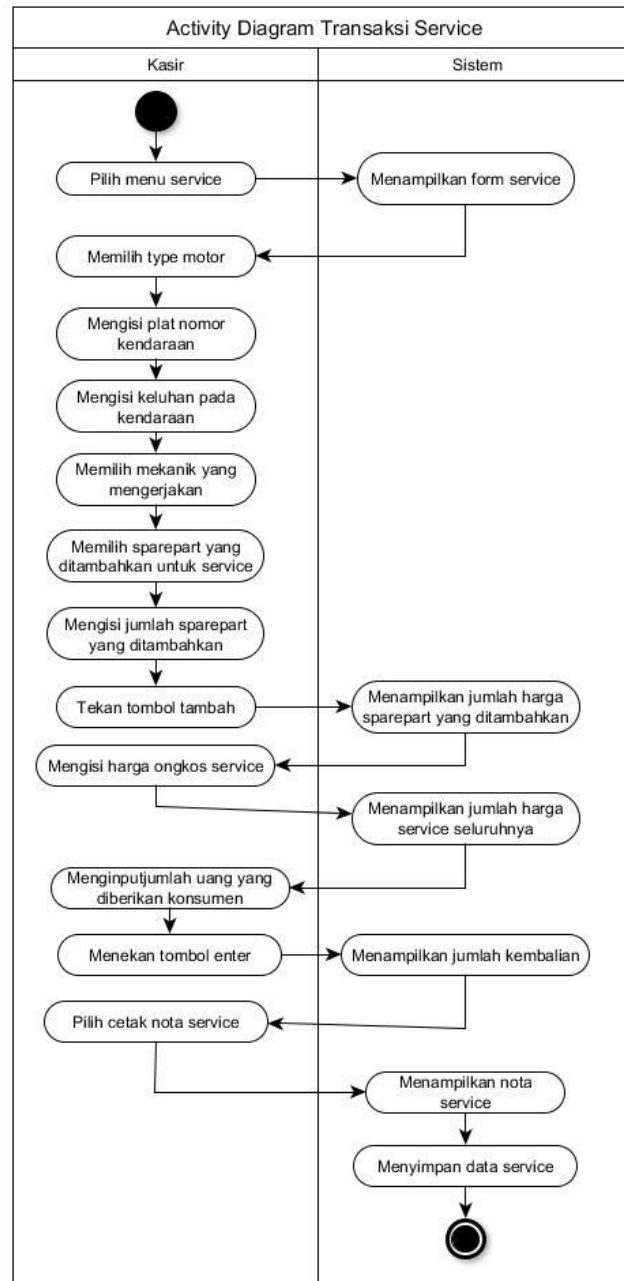 Activity Diagram Transaksi Service
Kasir
Sistem
Pilih menu service
Menampilkan form service
Memilih type motor
Mengisi plat nomor
kendaraan
Mengisi keluhan pada
kendaraan
Memilih mekanik yang
mengerjakan
Memilih sparepart yang
ditambahkan untuk service
Mengisi jumlah sparepart
yang ditambahkan
Tekan tombol tambah
Menampilkan jumlah harga
sparepart yang ditambahkan
Mengisi harga ongkos service
Menampilkan jumlah harga
service seluruhnya
Menginputjumlah uang yang
diberikan konsumen
Menekan tombol enter
Menampilkan jumlah kembalian
Pilih cetak nota service
Menampilkan nota
service
Menyimpan data service